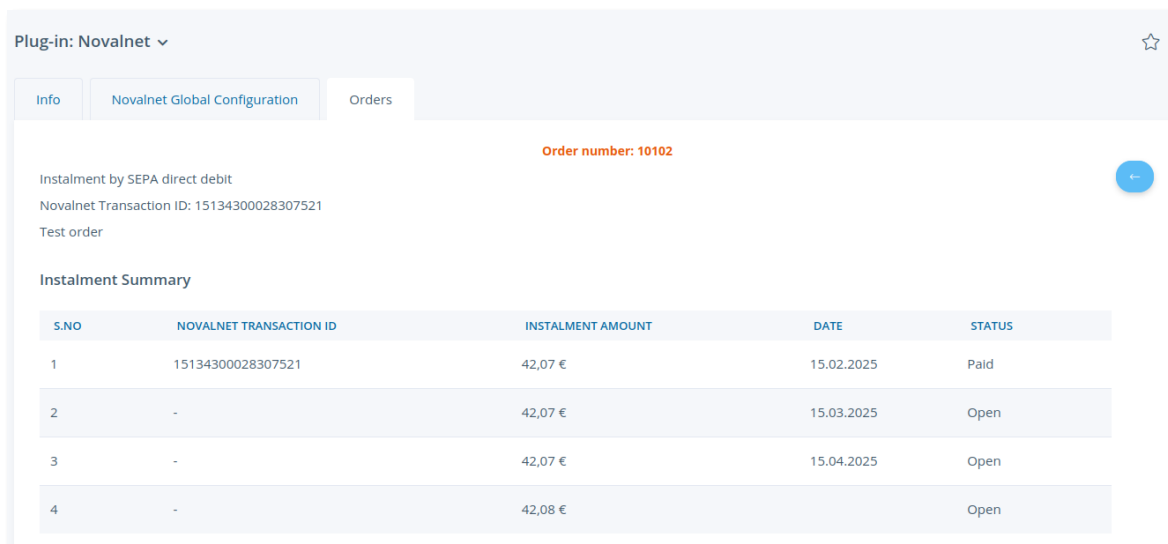 Plug-in: Novalnet
Info Novalnet Global Configuration Orders
Order number: 10102
Instalment by SEPA direct debit
Novalnet Transaction ID: 15134300028307521
Test order
Instalment Summary
S.NO NOVALNET TRANSACTION ID INSTALMENT AMOUNT DATE STATUS
1 15134300028307521 42,07 € 15.02.2025 Paid
2 - 42,07 € 15.03.2025 Open
3 - 42,07 € 15.04.2025 Open
4 - 42,08 € Open